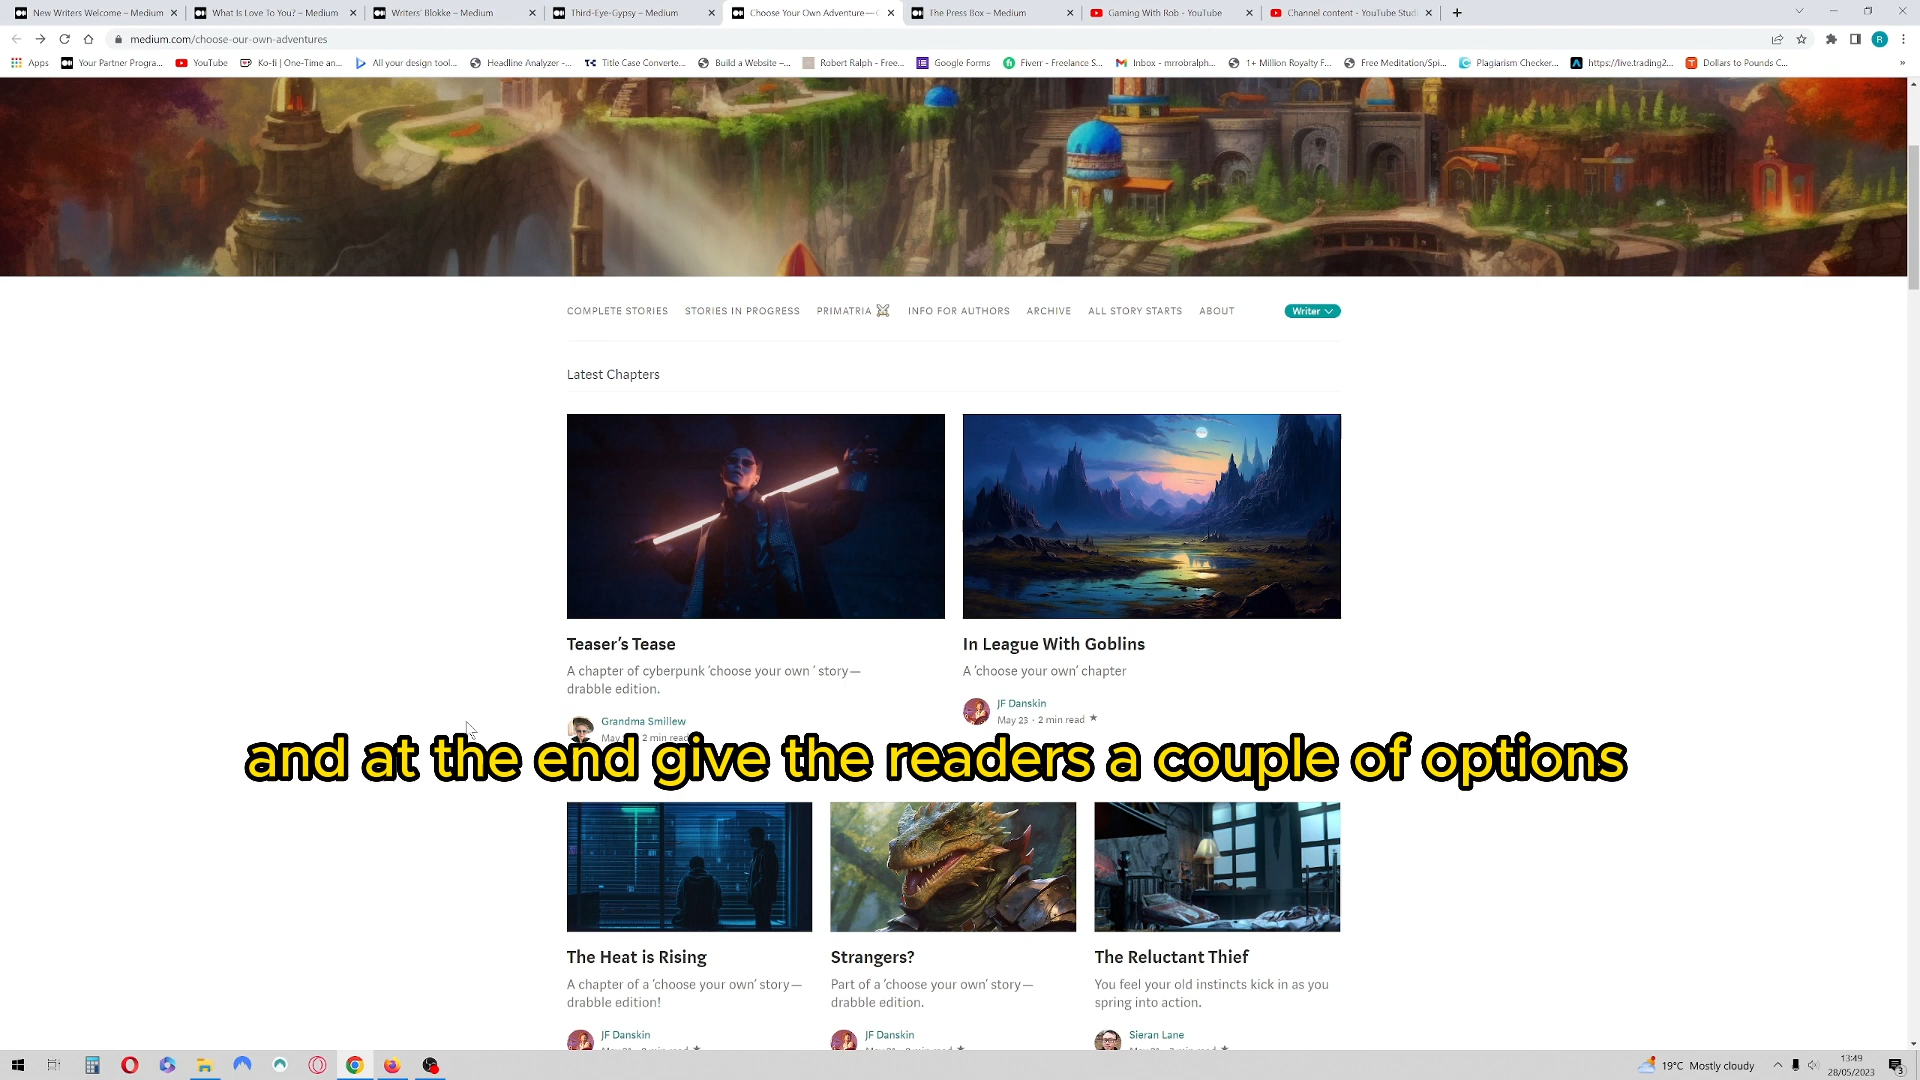 New Writers Welcome – Medium
What Is Love To You? – Medium
Writers' Blokke – Medium
Third-Eye-Gypsy – Medium
Choose Your Own Adventure —
The Press Box – Medium
Gaming With Rob - YouTube
Channel content - YouTube Studi
medium.com/choose-our-own-adventures
R
Apps
Your Partner Progra...
YouTube
Ko-fi | One-Time an...
All your design tool...
Headline Analyzer -...
Title Case Converte...
Build a Website –...
Robert Ralph - Free...
Google Forms
Fiverr - Freelance S...
Inbox - mrrobralph...
1+ Million Royalty F...
Free Meditation/Spi...
Plagiarism Checker...
https://live.trading2...
Dollars to Pounds C...
COMPLETE STORIES
STORIES IN PROGRESS
PRIMATRIA
INFO FOR AUTHORS
ARCHIVE
ALL STORY STARTS
ABOUT
Writer
Latest Chapters
Teaser's Tease
A chapter of cyberpunk 'choose your own ' story —
drabble edition.
Grandma Smillew
In League With Goblins
A 'choose your own' chapter
JF Danskin
May 23 · 2 min read
and at the end give the readers a couple of options
The Heat is Rising
A chapter of a 'choose your own' story —
drabble edition!
JF Danskin
Strangers?
Part of a 'choose your own' story —
drabble edition.
JF Danskin
The Reluctant Thief
You feel your old instincts kick in as you
spring into action.
Sieran Lane
19°C Mostly cloudy
13:49
28/05/2023
3